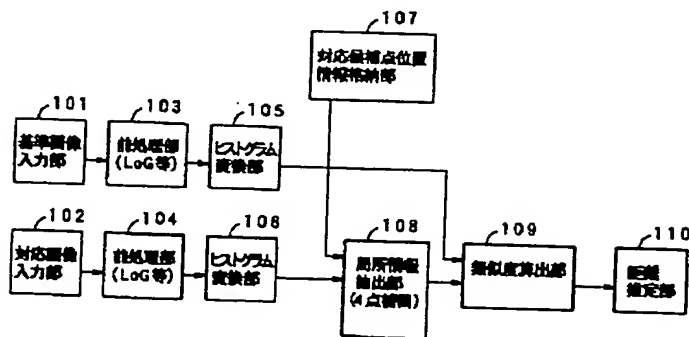 107
対応候補点位置
情報格納部
101
基準画像
入力部
103
前処理部
(LoG等)
105
ヒストグラム
変換部
102
対応画像
入力部
104
前処理部
(LoG等)
106
ヒストグラム
変換部
108
局所情報
抽出部
(4点補間)
109
類似度算出部
110
距離
推定部